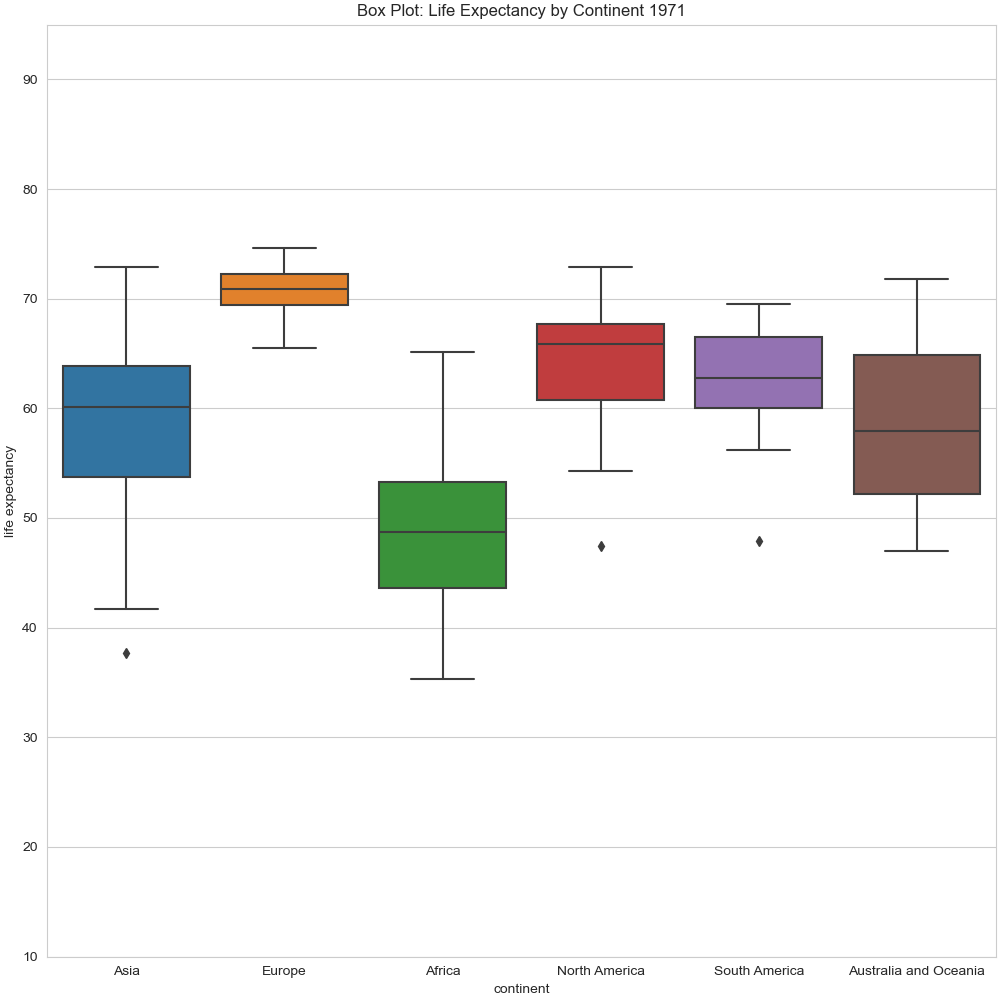 Box Plot: Life Expectancy by Continent 1971
90
80
70
60
50
40
30
20
10
life expectancy
Asia
Europe
Africa
North America
South America
Australia and Oceania
continent